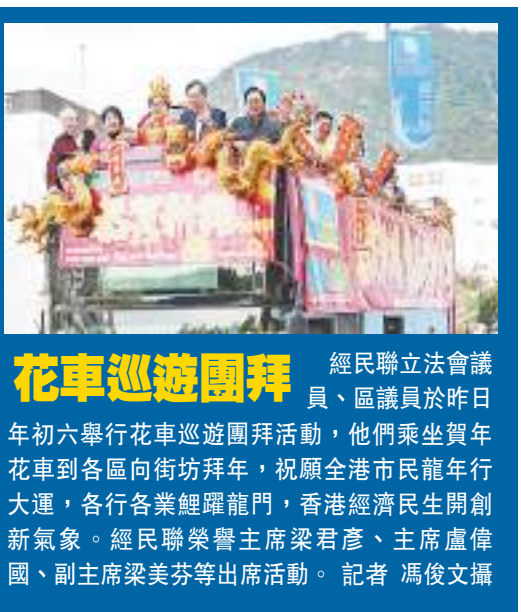 花車巡遊團拜
經民聯立法會議
員、區議員於昨日
年初六舉行花車巡遊團拜活動，他們乘坐賀年
花車到各區向街坊拜年，祝願全港市民龍年行
大運，各行各業鯉躍龍門，香港經濟民生開創
新氣象。經民聯榮譽主席梁君彥、主席盧偉
國、副主席梁美芬等出席活動。 記者 馮俊文攝